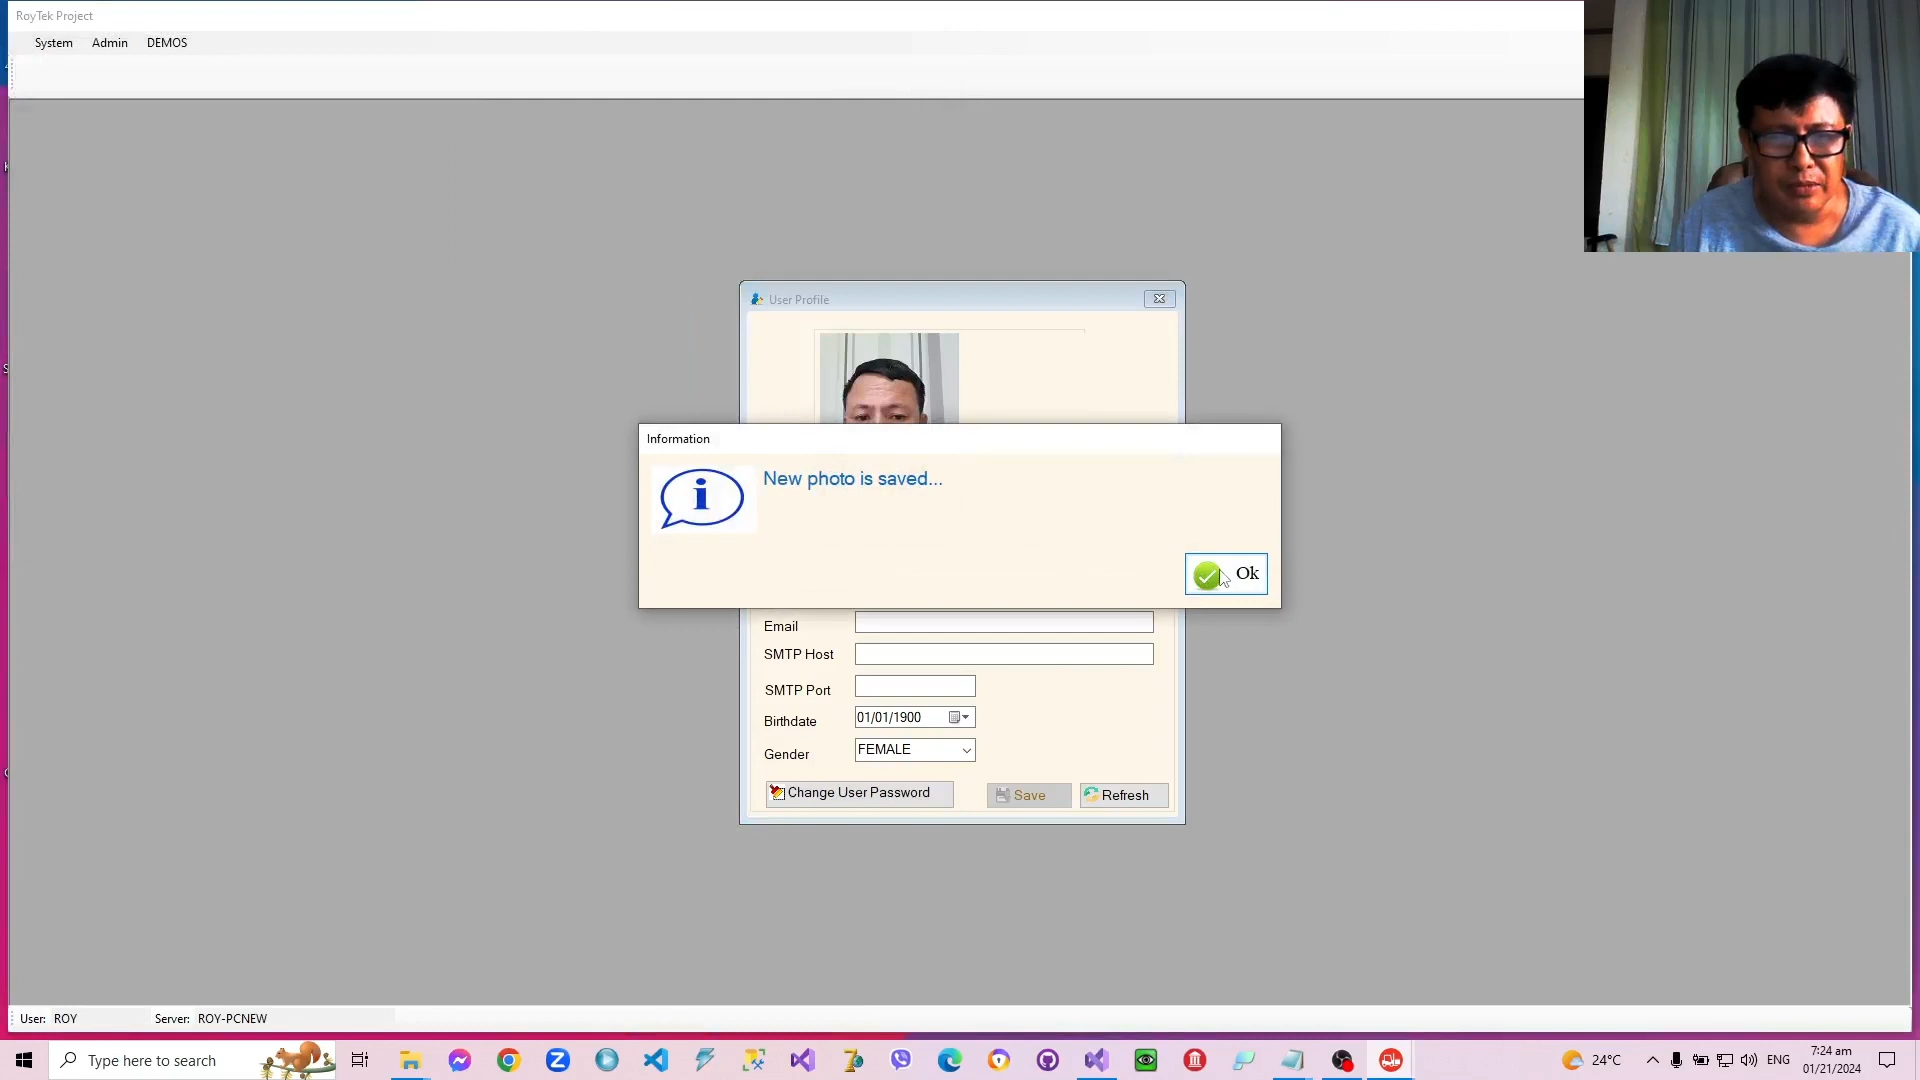 RoyTek Project
System Admin DEMOS
User Profile
Information
New photo is saved...
Ok
Email
SMTP Host
SMTP Port
Birthdate 01/01/1900
Gender FEMALE
Change User Password Save Refresh
User: ROY Server: ROY-PCNEW
Type here to search
24°C ENG 7:24 am
01/21/2024